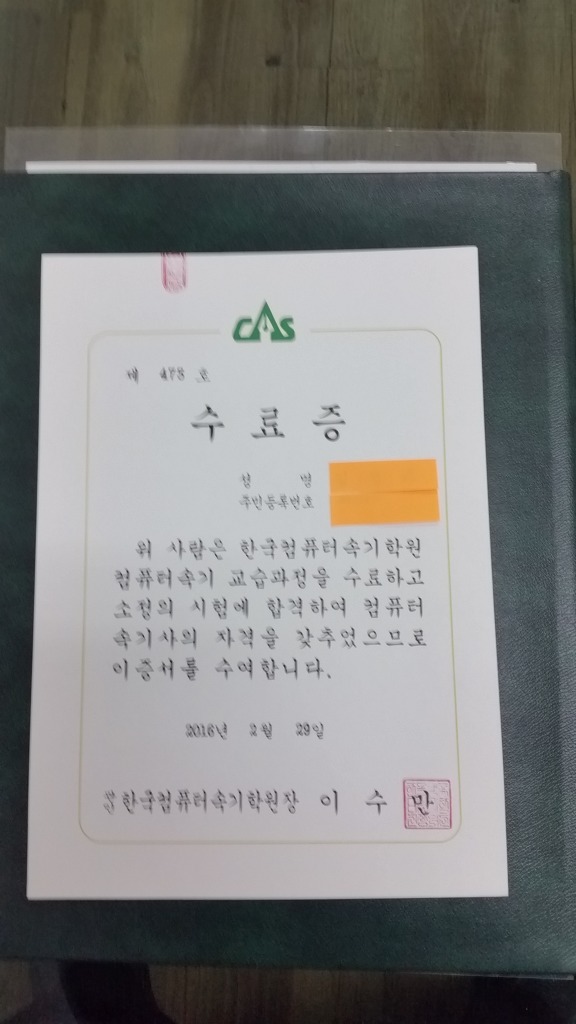 CAS
제 473 호
수료증
성 명
주민등록번호
위 사람은 한국컴퓨터속기학원
컴퓨터속기 교습과정을 수료하고
소정의 시험에 합격하여 컴퓨터
속기사의 자격을 갖추었으므로
이 증서를 수여합니다.
2016년 2월 29일
한국컴퓨터속기학원장 이 수 만